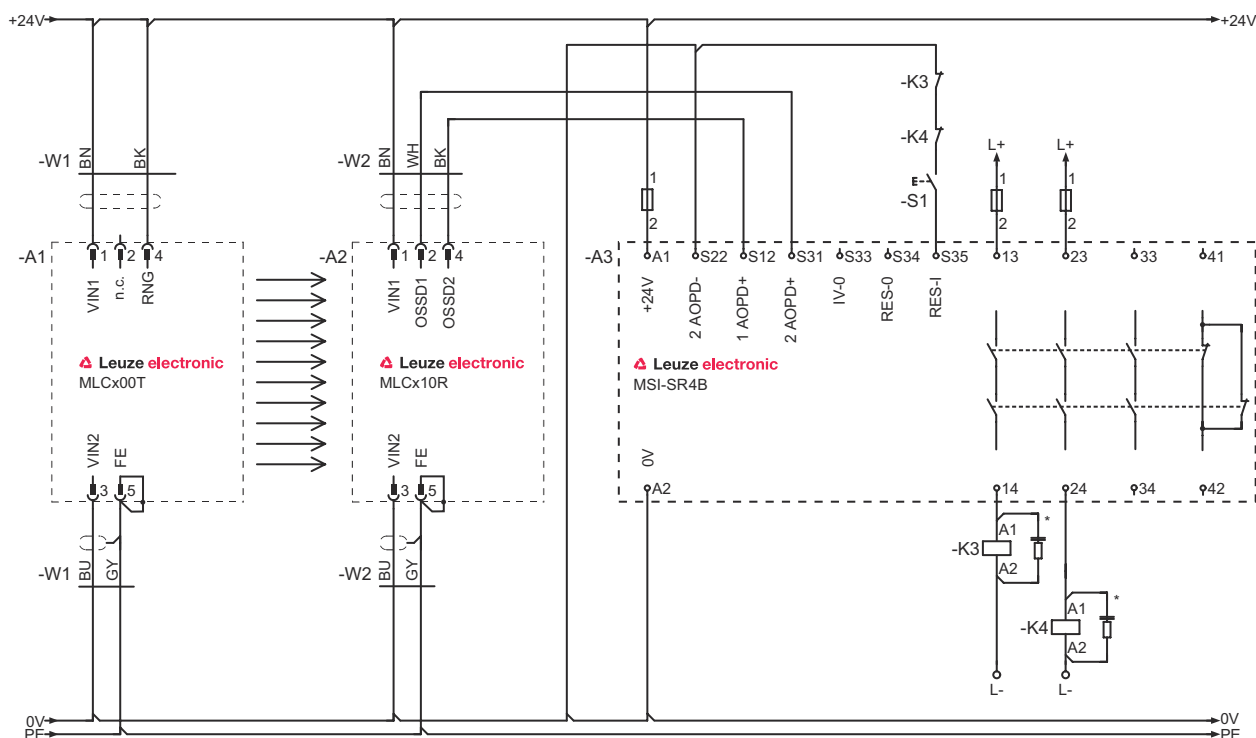 +24V
+24V
-K3
-K4
L+
L+
-W1
BN
BK
-W2
BN
WH
BK
E
-S1
1
2
1
2
1
2
-A1
1
2
4
-A2
1
2
4
-A3
A1
S22
S12
S31
S33
S34
S35
13
23
33
41
VIN1
n.c.
RNG
VIN1
OSSD1
OSSD2
+24V
2 AOPD-
1 AOPD+
2 AOPD+
IV-0
RES-0
RES-I
Leuze electronic
MLCx00T
Leuze electronic
MLCx10R
Leuze electronic
MSI-SR4B
VIN2
FE
VIN2
FE
0V
3
5
3
5
A2
14
24
34
42
-K3
A1
A2
*
-W1
BU
GY
-W2
BU
GY
-K4
A1
A2
*
L-
L-
0V
0V
PE
PE